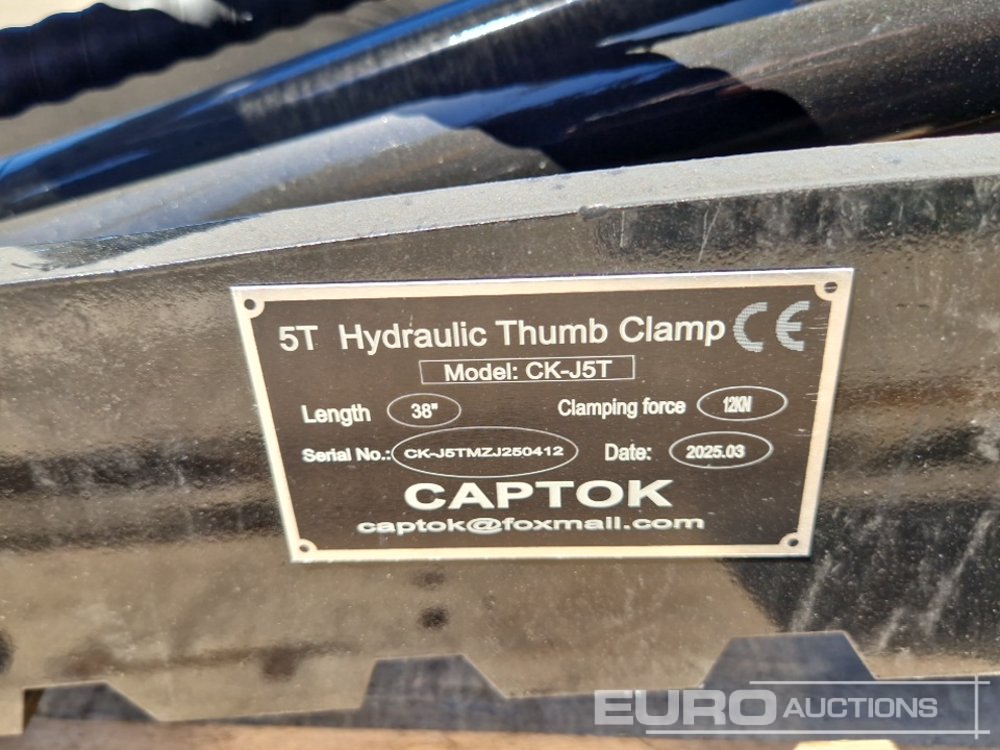 5T Hydraulic Thumb Clamp CE
Model: CK-J5T
Length 38" Clamping force 12KN
Serial No.: CK-J5TMZJ250412 Date: 2025.03
CAPTOK
captok@foxmail.com
EURO AUCTIONS